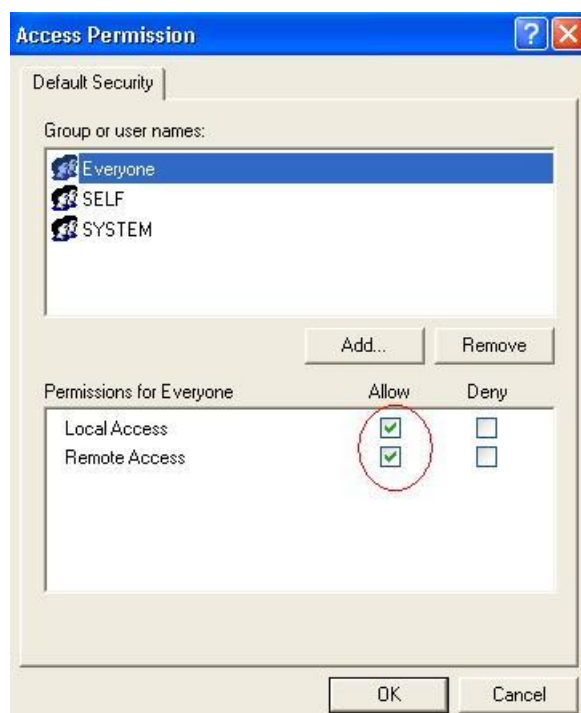 Access Permission
Default Security
Group or user names:
Everyone
SELF
SYSTEM
Add... Remove
Permissions for Everyone Allow Deny
Local Access
Remote Access
OK Cancel